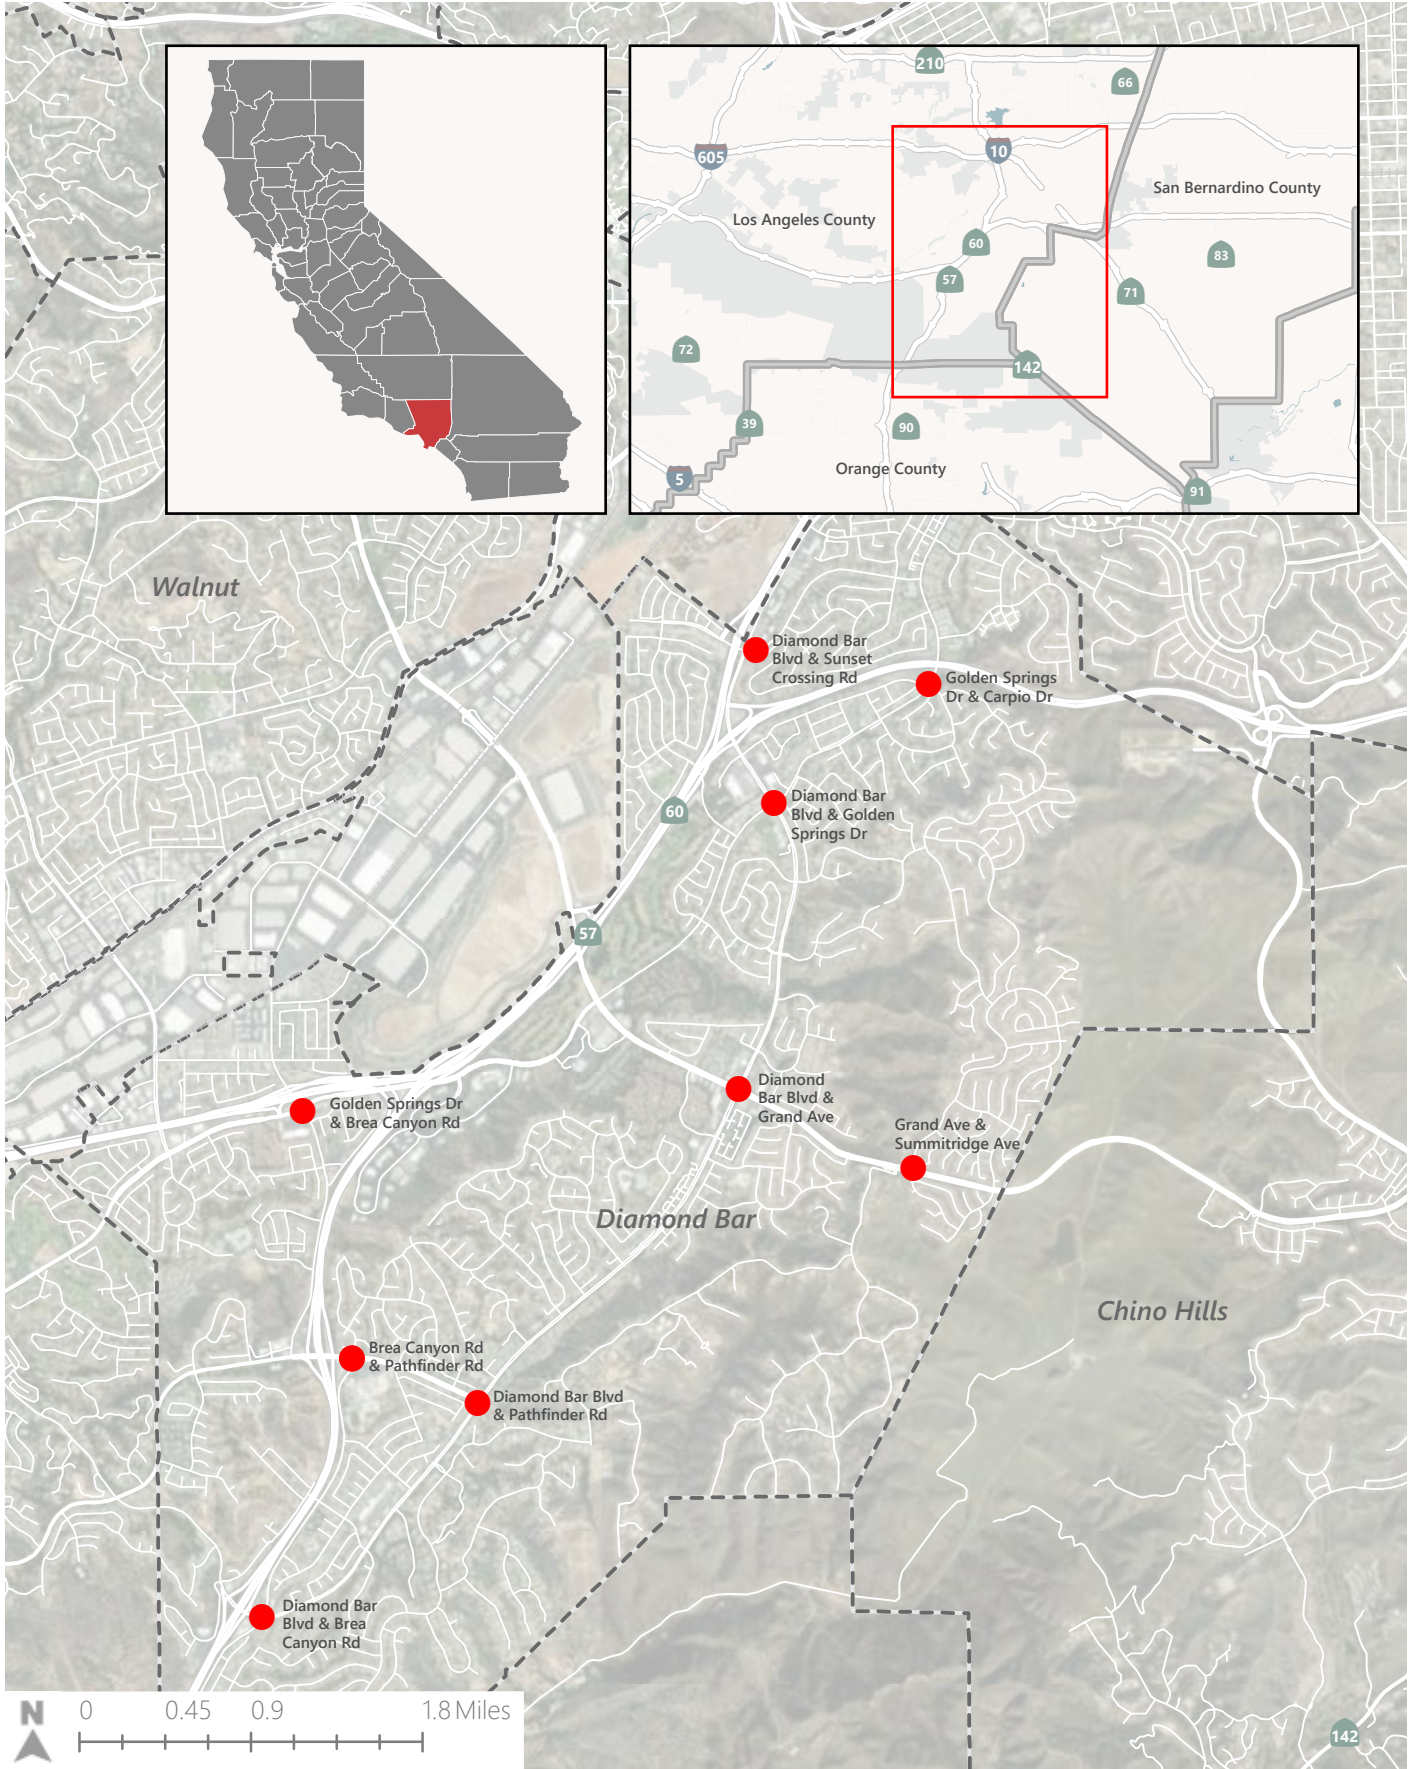 210
66
605
10
San Bernardino County
Los Angeles County
60
83
57
71
72
142
39
90
Orange County
5
91
Walnut
Diamond Bar
Blvd & Sunset
Crossing Rd
Golden Springs
Dr & Carpio Dr
60
Diamond Bar
Blvd & Golden
Springs Dr
57
Diamond
Bar Blvd &
Grand Ave
Golden Springs Dr
& Brea Canyon Rd
Grand Ave &
Summitridge Ave
Diamond Bar
Chino Hills
Brea Canyon Rd
& Pathfinder Rd
Diamond Bar Blvd
& Pathfinder Rd
Diamond Bar
Blvd & Brea
Canyon Rd
N
0 0.45 0.9 1.8 Miles
142